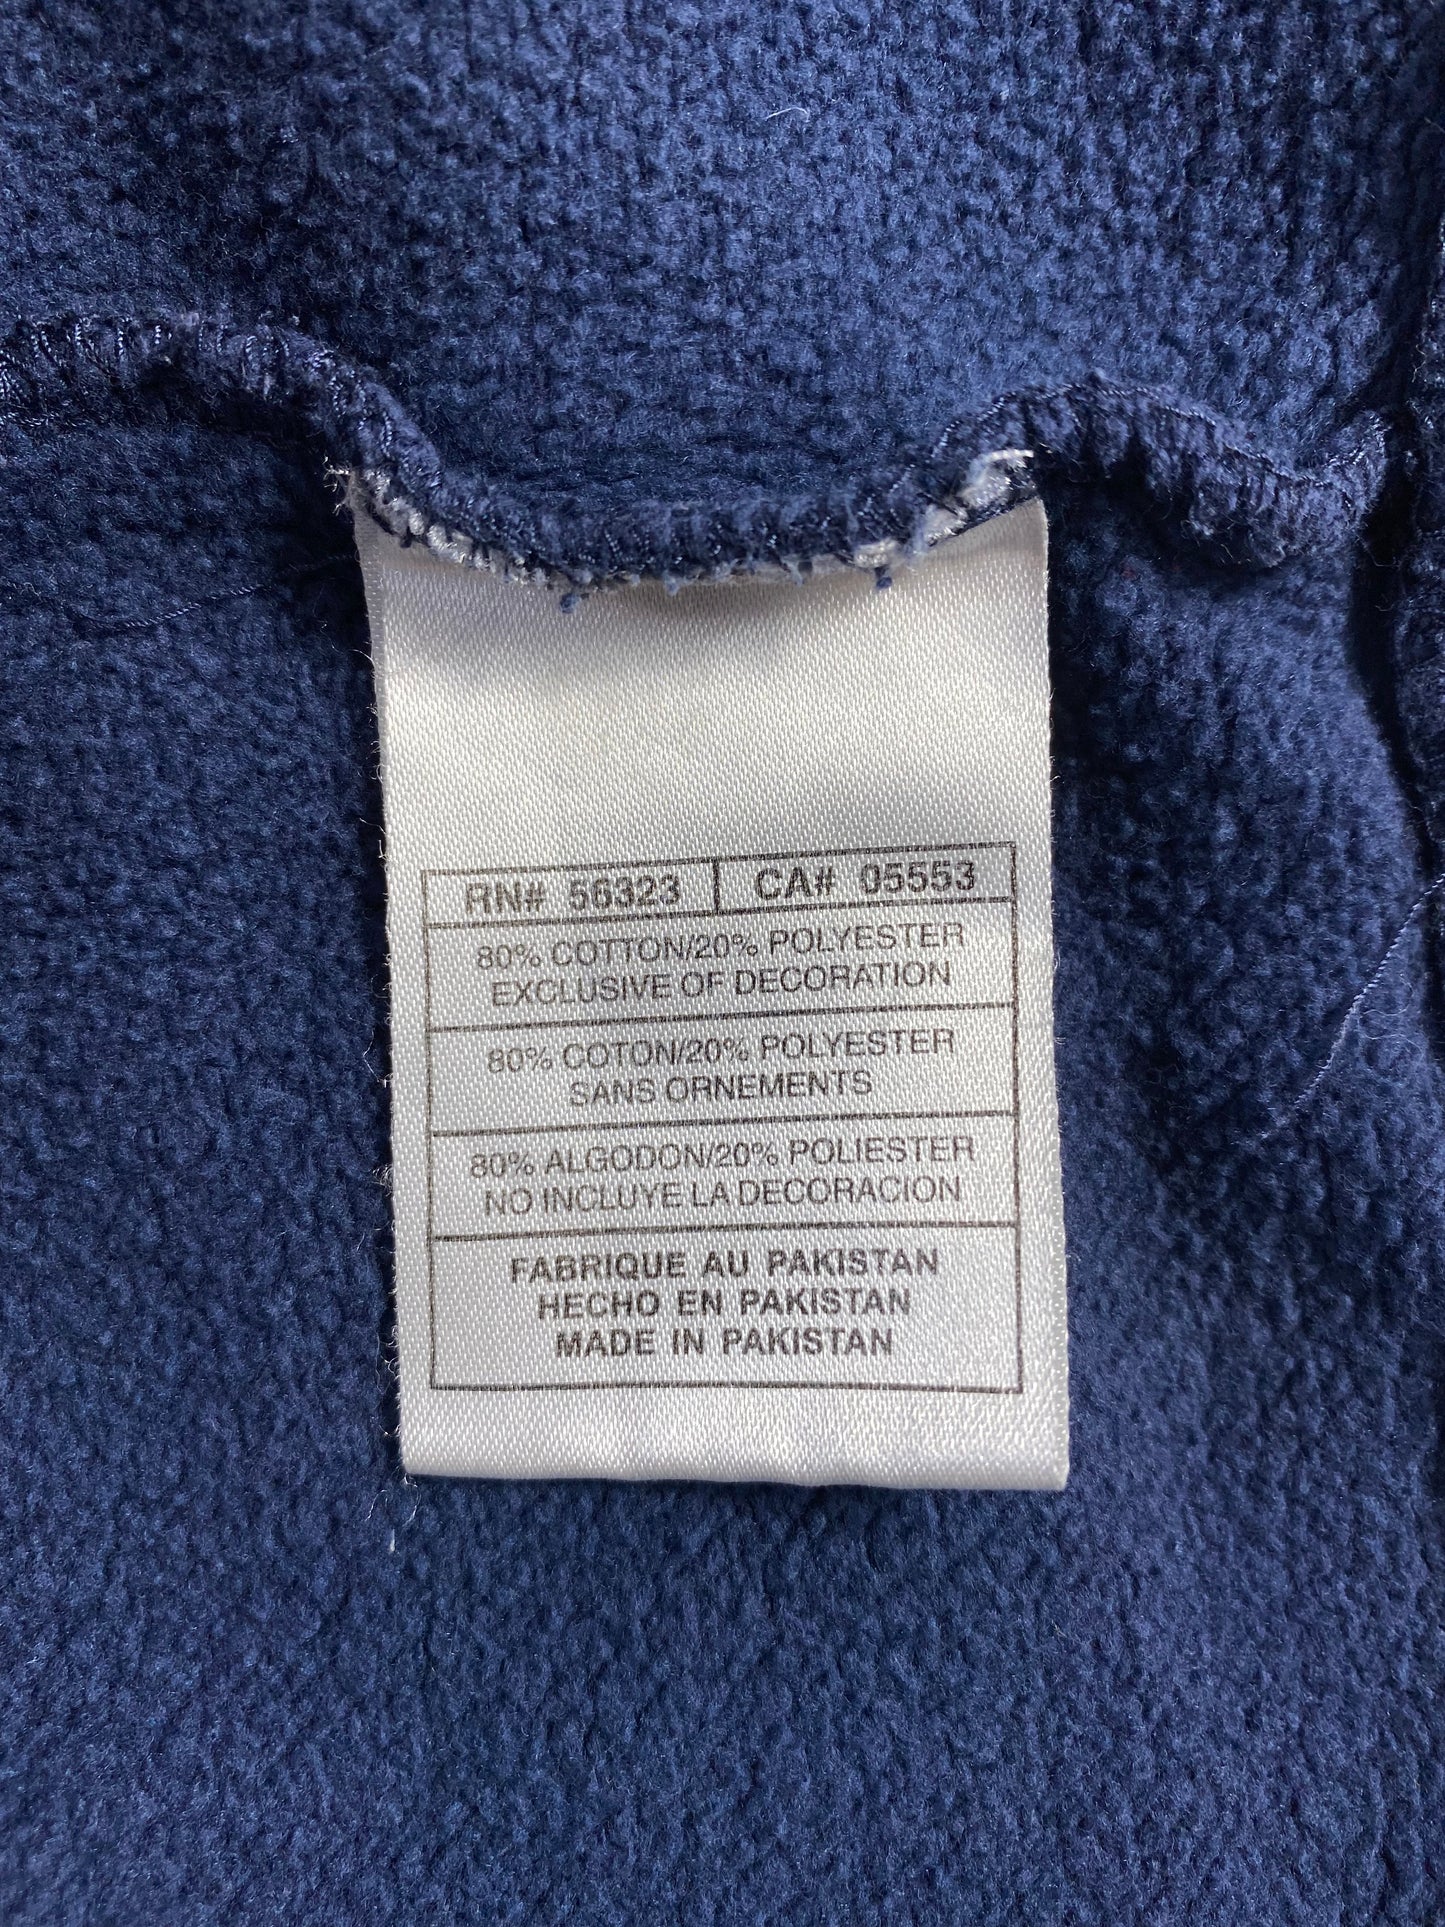 RN# 56323 CA# 05553
80% COTTON/20% POLYESTER
EXCLUSIVE OF DECORATION
80% COTON/20% POLYESTER
SANS ORNEMENTS
80% ALGODON/20% POLIESTER
NO INCLUYE LA DECORACION
FABRIQUE AU PAKISTAN
HECHO EN PAKISTAN
MADE IN PAKISTAN